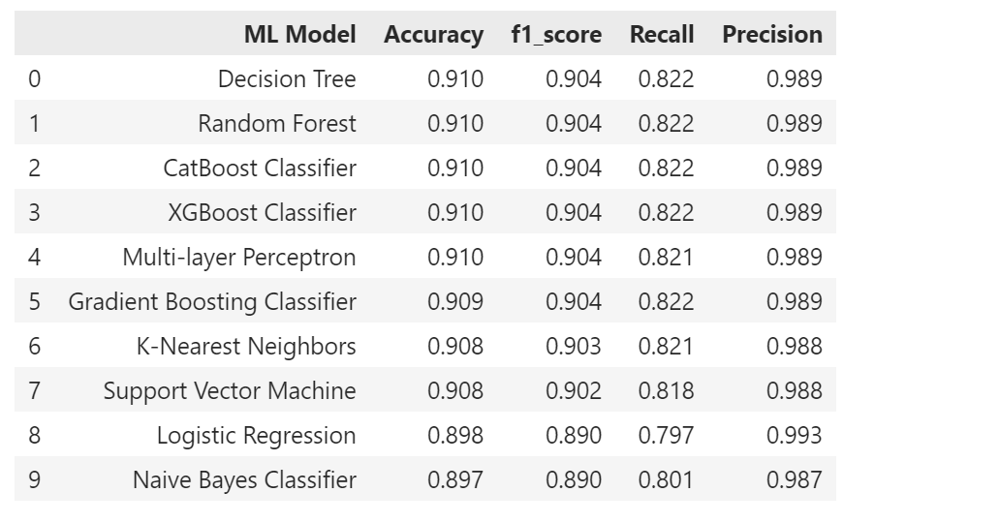 ML Model Accuracy f1_score Recall Precision
0 Decision Tree 0.910 0.904 0.822 0.989
1 Random Forest 0.910 0.904 0.822 0.989
2 CatBoost Classifier 0.910 0.904 0.822 0.989
3 XGBoost Classifier 0.910 0.904 0.822 0.989
4 Multi-layer Perceptron 0.910 0.904 0.821 0.989
5 Gradient Boosting Classifier 0.909 0.904 0.822 0.989
6 K-Nearest Neighbors 0.908 0.903 0.821 0.988
7 Support Vector Machine 0.908 0.902 0.818 0.988
8 Logistic Regression 0.898 0.890 0.797 0.993
9 Naive Bayes Classifier 0.897 0.890 0.801 0.987